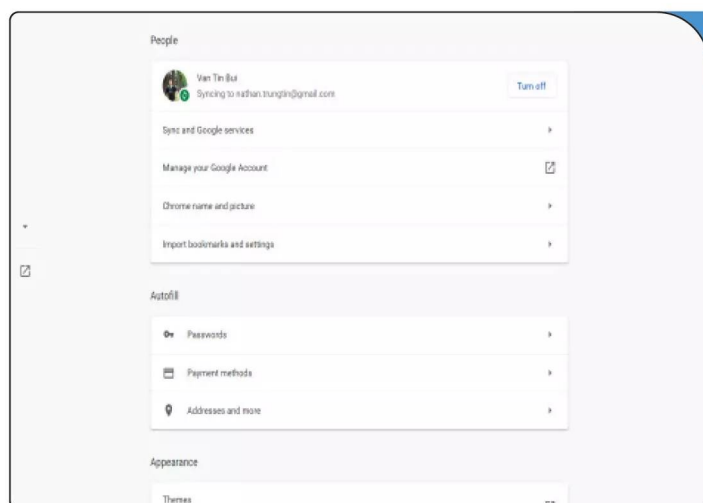 People
Van Tin Bui
Syncing to nathan.trungtin@gmail.com
Turn off
Sync and Google services
Manage your Google Account
Chrome name and picture
Import bookmarks and settings
Autofill
Passwords
Payment methods
Addresses and more
Appearance
Themes